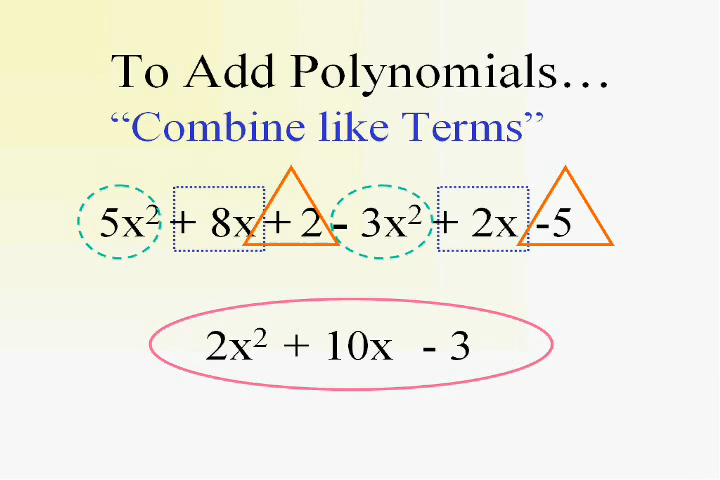 To Add Polynomials…
“Combine like Terms”
5x² + 8x + 2 - 3x² + 2x -5
2x² + 10x - 3